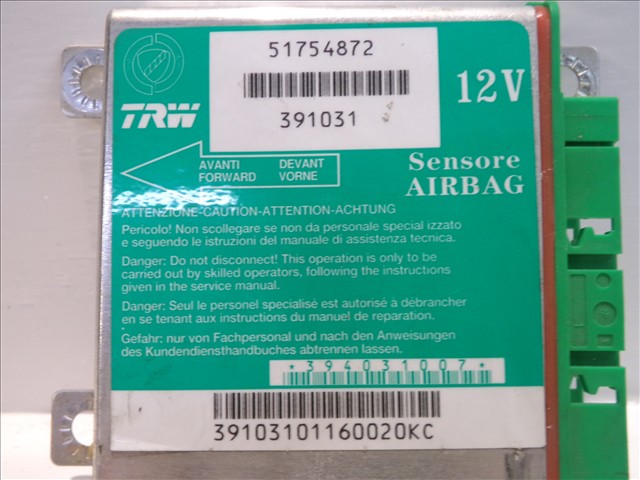 51754872
391031
12V
TRW
AVANTI DEVANT
FORWARD VORNE
Sensore
AIRBAG
ATTENZIONE-CAUTION-ATTENTION-ACHTUNG
Pericolo! Non scollegare se non da personale special izzato
e seguendo le istruzioni del manuale di assistenza tecnica.
Danger: Do not disconnect! This operation is only to be
carried out by skilled operators, following the instructions
given in the service manual.
Danger: Seul le personel specialisé est autorisé à débrancher
en se tenant aux instructions du manuel de reparation.
Gefahr: nur von Fachpersonal und nach den Anweisungen
des Kundendiensthandbuches abtrennen lassen.
*394031007*
39103101160020KC